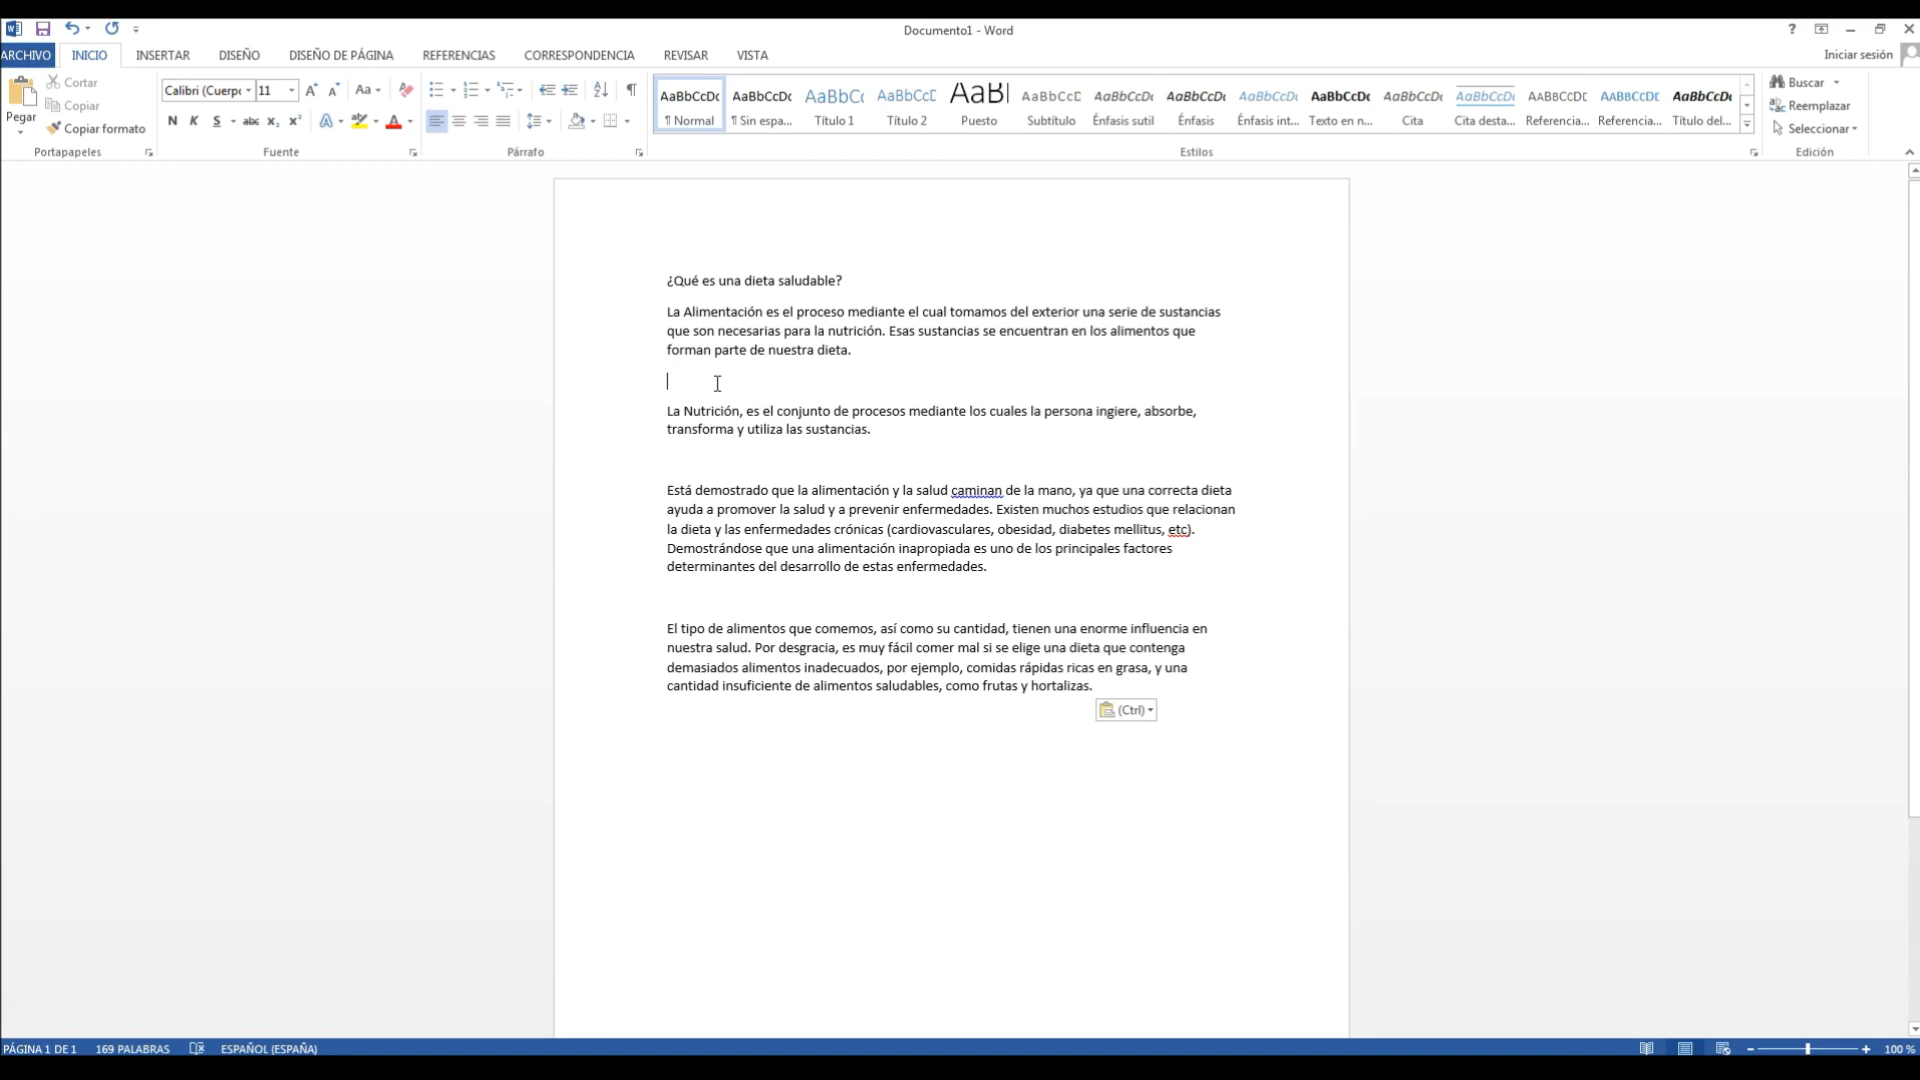 Documento1 - Word
ARCHIVO INICIO INSERTAR DISEÑO DISEÑO DE PÁGINA REFERENCIAS CORRESPONDENCIA REVISAR VISTA
Iniciar sesión
Pegar
Cortar
Copiar
Copiar formato
Portapapeles
Calibri (Cuerpo 11
Aa
N K S abc x₂ x²
A
Fuente
Párrafo
AaBbCcDc AaBbCcDc AaBbCc AaBbCcD AaBl AaBbCcD AaBbCcDc AaBbCcDc AaBbCcDc AaBbCcDc AaBbCcDc AaBbCcDc AABBCCDD AABBCCDD AaBbCcDc
¶ Normal ¶ Sin espa... Título 1 Título 2 Puesto Subtítulo Énfasis sutil Énfasis Énfasis int... Texto en n... Cita Cita desta... Referencia... Referencia... Título del...
Estilos
Buscar
Reemplazar
Seleccionar
Edición
¿Qué es una dieta saludable?
La Alimentación es el proceso mediante el cual tomamos del exterior una serie de sustancias
que son necesarias para la nutrición. Esas sustancias se encuentran en los alimentos que
forman parte de nuestra dieta.
La Nutrición, es el conjunto de procesos mediante los cuales la persona ingiere, absorbe,
transforma y utiliza las sustancias.
Está demostrado que la alimentación y la salud caminan de la mano, ya que una correcta dieta
ayuda a promover la salud y a prevenir enfermedades. Existen muchos estudios que relacionan
la dieta y las enfermedades crónicas (cardiovasculares, obesidad, diabetes mellitus, etc).
Demostrándose que una alimentación inapropiada es uno de los principales factores
determinantes del desarrollo de estas enfermedades.
El tipo de alimentos que comemos, así como su cantidad, tienen una enorme influencia en
nuestra salud. Por desgracia, es muy fácil comer mal si se elige una dieta que contenga
demasiados alimentos inadecuados, por ejemplo, comidas rápidas ricas en grasa, y una
cantidad insuficiente de alimentos saludables, como frutas y hortalizas.
(Ctrl)
PÁGINA 1 DE 1 169 PALABRAS ESPAÑOL (ESPAÑA)
100 %